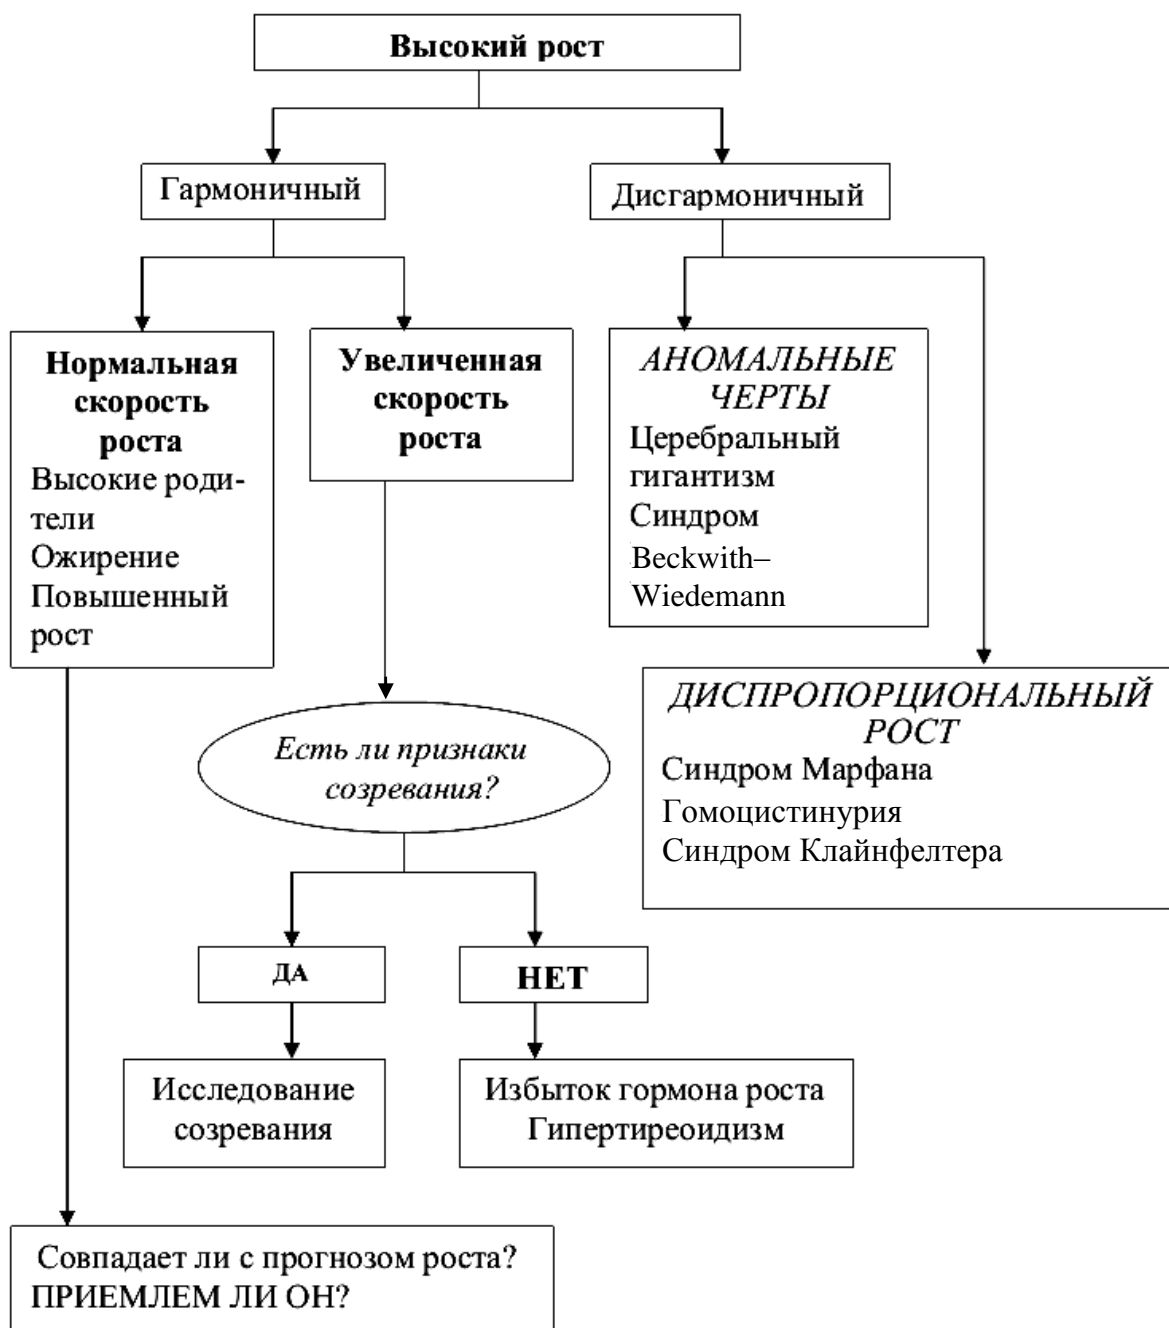 Высокий рост
Гармоничный
Дисгармоничный
Нормальная
скорость
роста
Высокие роди-
тели
Ожирение
Повышенный
рост
Увеличенная
скорость
роста
АНОМАЛЬНЫЕ
ЧЕРТЫ
Церебральный
гигантизм
Синдром
Beckwith–
Wiedemann
ДИСПРОПОРЦИОНАЛЬНЫЙ
РОСТ
Синдром Марфана
Гомоцистинурия
Синдром Клайнфелтера
Есть ли признаки
созревания?
ДА
НЕТ
Исследование
созревания
Избыток гормона роста
Гипертиреоидизм
Совпадает ли с прогнозом роста?
ПРИЕМЛЕМ ЛИ ОН?